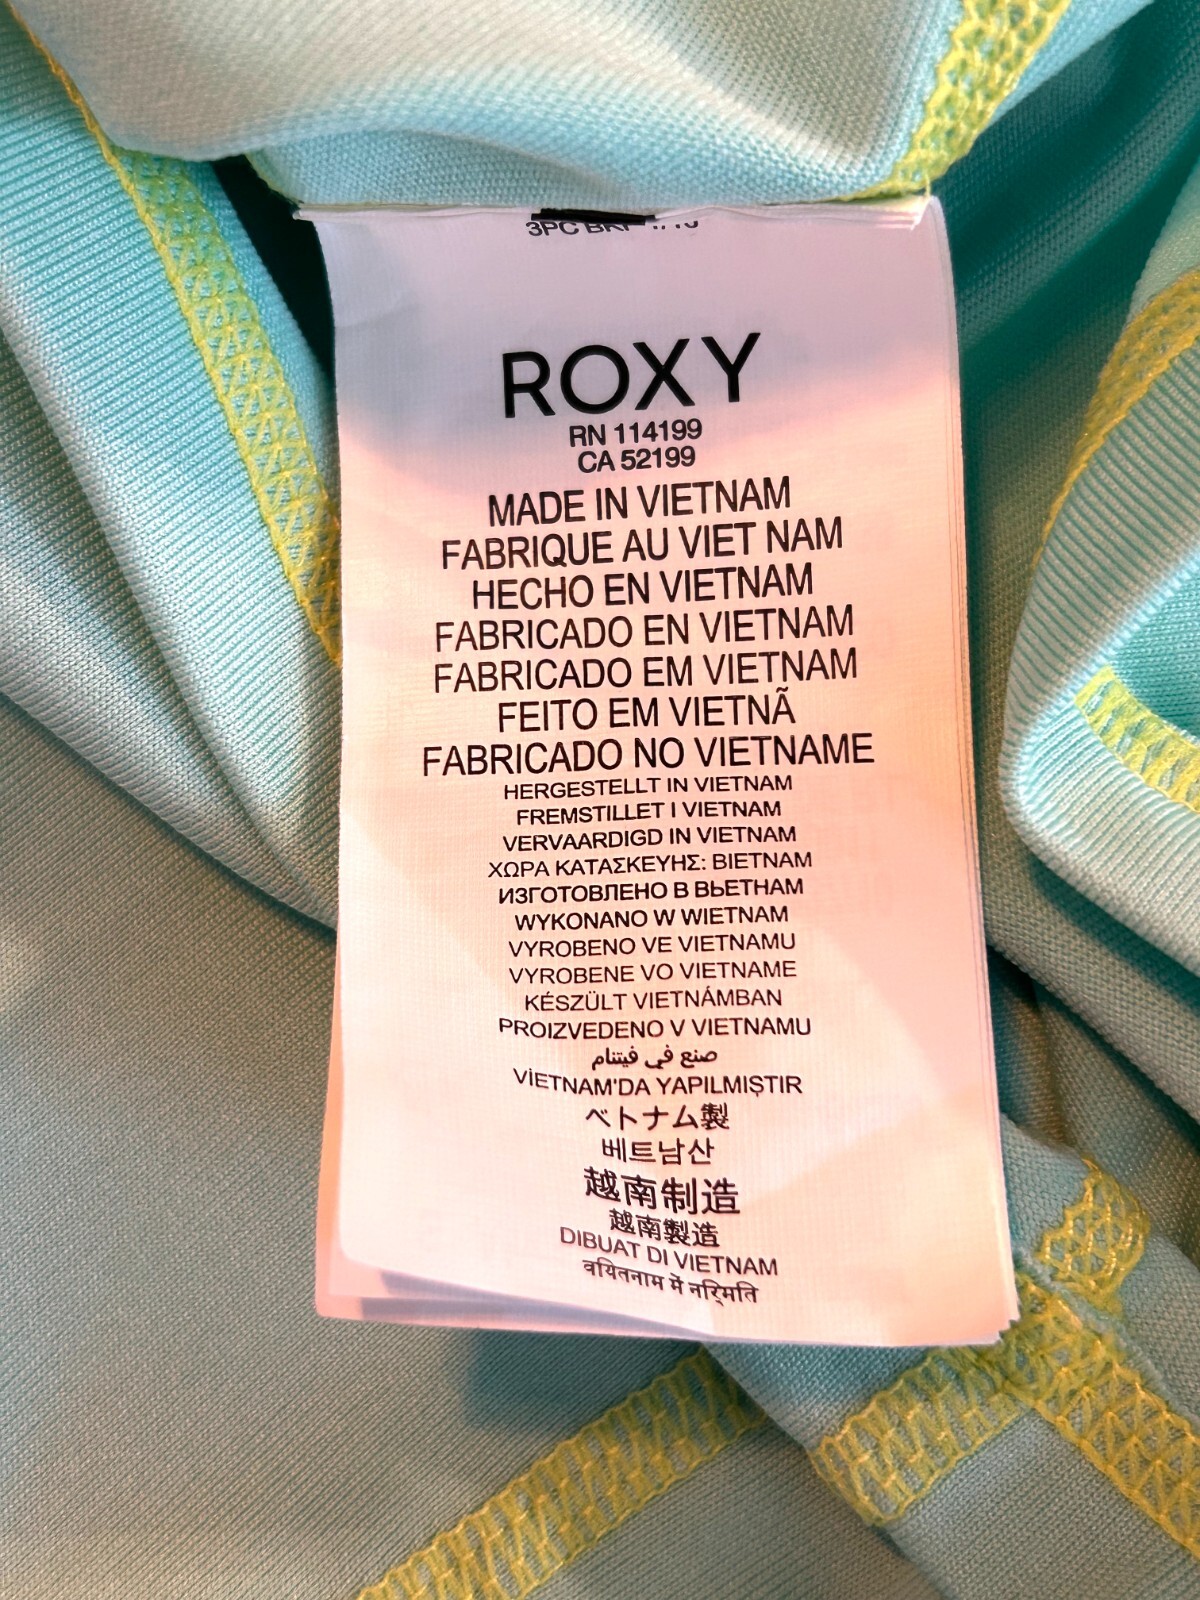 3PC
ROXY
RN 114199
CA 52199
MADE IN VIETNAM
FABRIQUE AU VIET NAM
HECHO EN VIETNAM
FABRICADO EN VIETNAM
FABRICADO EM VIETNAM
FEITO EM VIETNÃ
FABRICADO NO VIETNAME
HERGESTELLT IN VIETNAM
FREMSTILLET I VIETNAM
VERVAARDIGD IN VIETNAM
ΧΩΡΑ ΚΑΤΑΣΚΕΥΗΣ: ΒΙΕΤΝΑΜ
ИЗГОТОВЛЕНО В ВЬЕТНАМ
WYKONANO W WIETNAM
VYROBENO VE VIETNAMU
VYROBENE VO VIETNAME
KÉSZÜLT VIETNÁMBAN
PROIZVEDENO V VIETNAMU
صنع في فيتنام
VİETNAM'DA YAPILMIŞTIR
ベトナム製
베트남산
越南制造
越南製造
DIBUAT DI VIETNAM
वयितनाम में नर्मिति